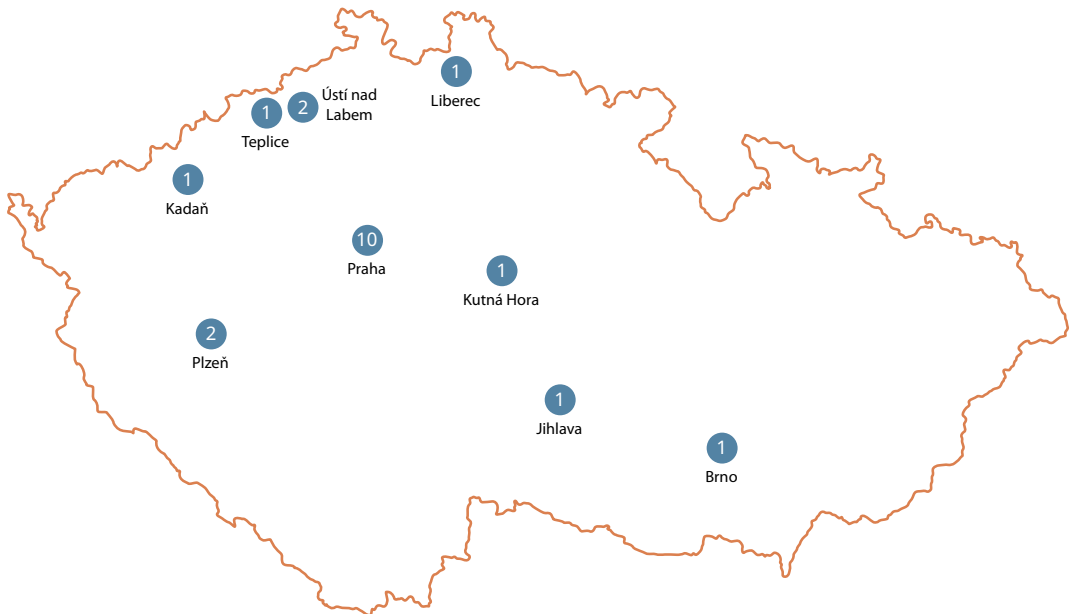 1
Liberec
1
Teplice
2
Ústí nad
Labem
1
Kadaň
10
Praha
1
Kutná Hora
2
Plzeň
1
Jihlava
1
Brno